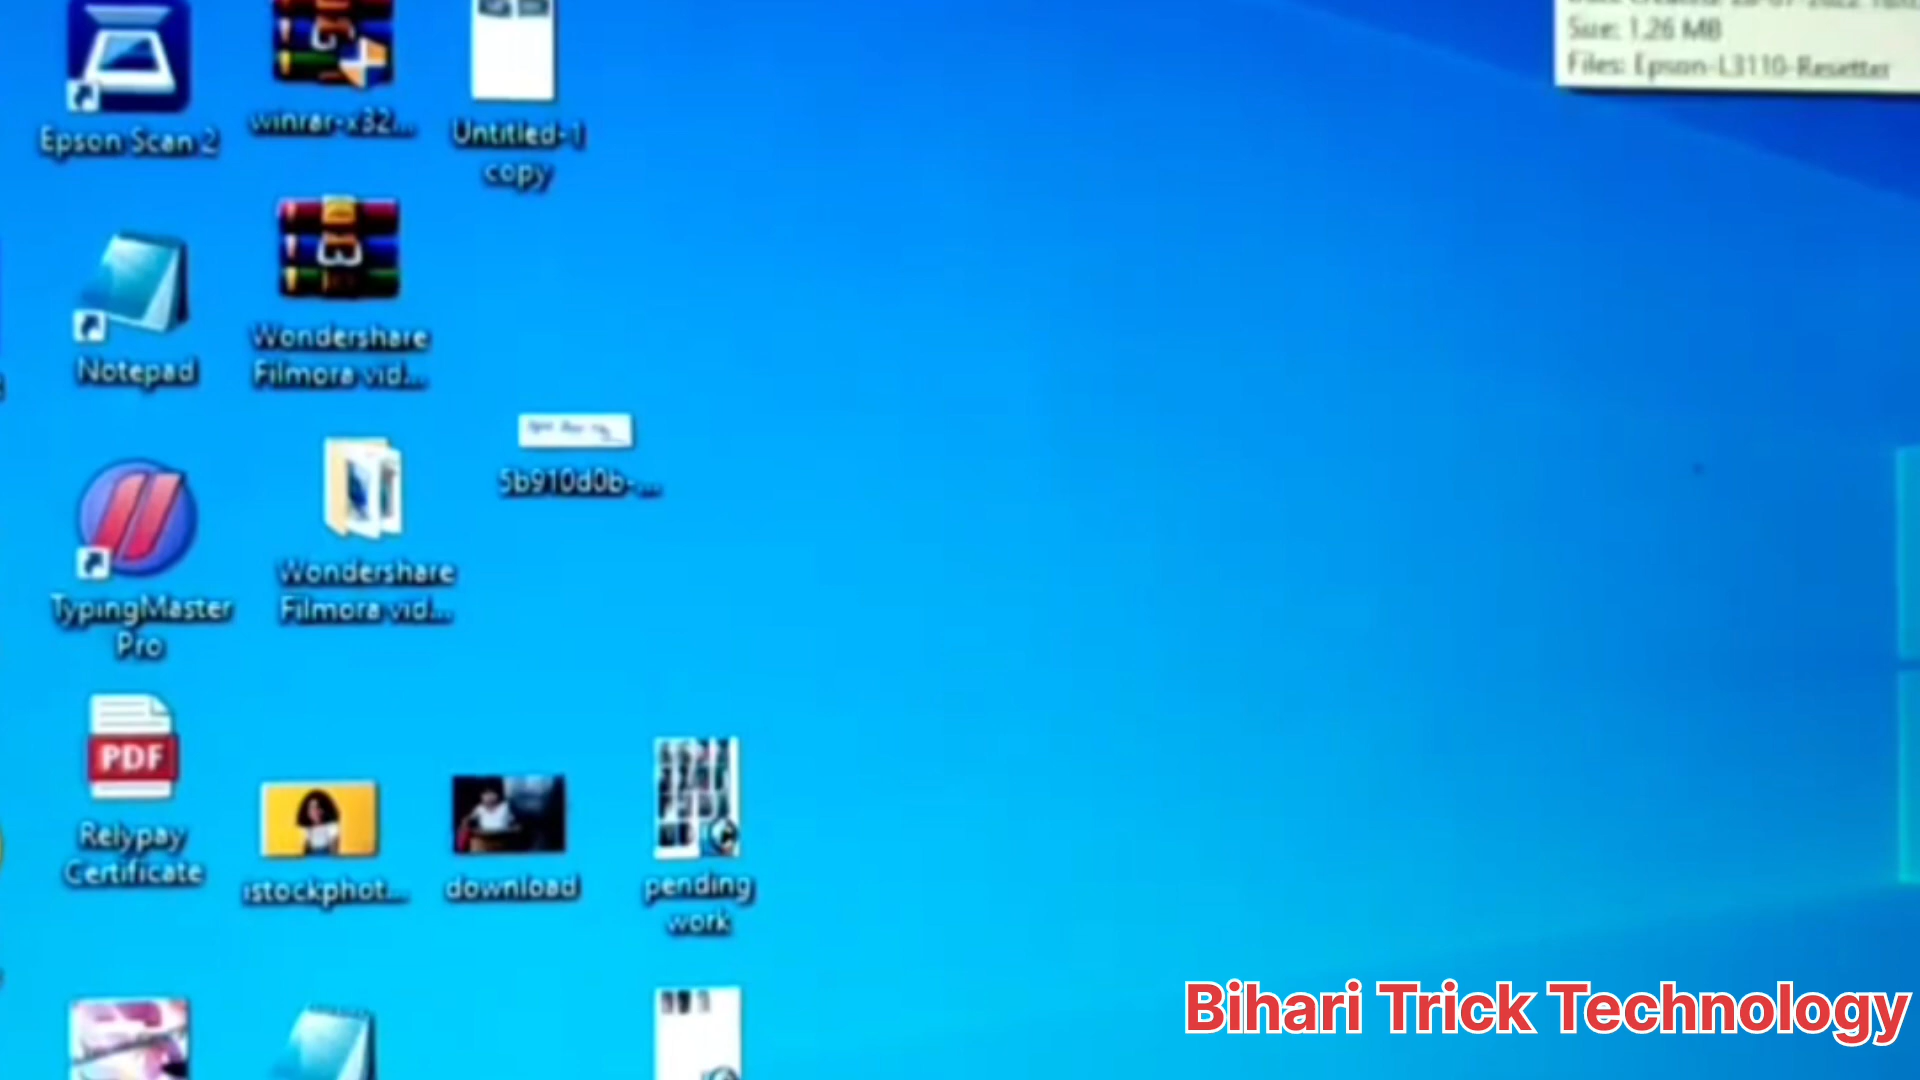 Size: 1.26 MB
Files: Epson-L3110-Resetter
Epson Scan 2
winrar-x32...
Untitled-1
copy
Notepad
Wondershare
Filmora vid...
5b910d0b-...
TypingMaster
Pro
Wondershare
Filmora vid...
PDF
Relypay
Certificate
istockphot...
download
pending
work
Bihari Trick Technology